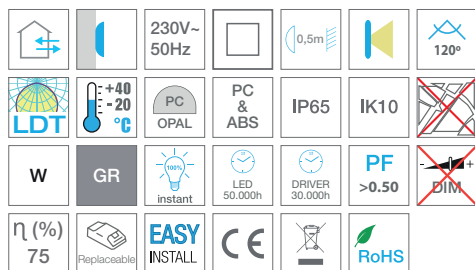 230V~
50Hz
0,5m
120º
LDT
+40
-20
°C
PC
OPAL
PC
&
ABS
IP65
IK10
W
GR
100%
instant
LED
50.000h
DRIVER
30.000h
PF
>0.50
- +
DIM
η (%)
75
Replaceable
EASY
INSTALL
CE
RoHS